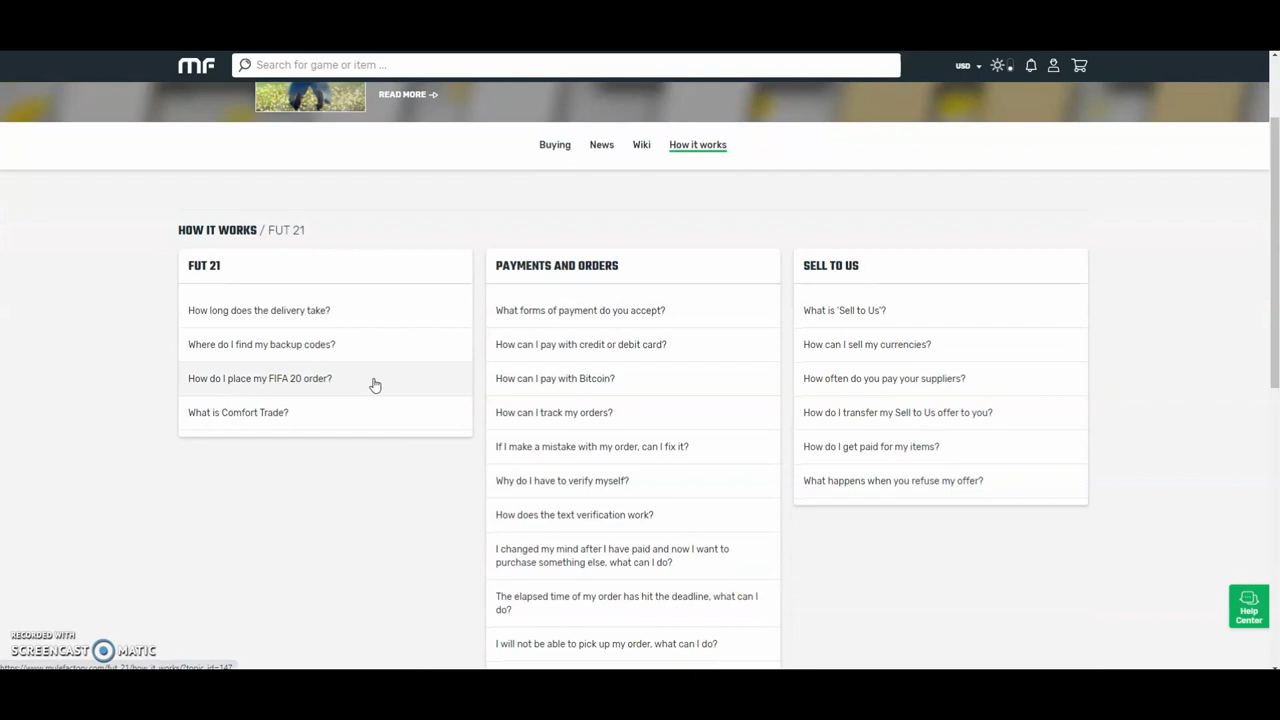 MF
Search for game or item ...
USD
READ MORE
Buying
News
Wiki
How it works
HOW IT WORKS / FUT 21
FUT 21
How long does the delivery take?
Where do I find my backup codes?
How do I place my FIFA 20 order?
What is Comfort Trade?
PAYMENTS AND ORDERS
What forms of payment do you accept?
How can I pay with credit or debit card?
How can I pay with Bitcoin?
How can I track my orders?
If I make a mistake with my order, can I fix it?
Why do I have to verify myself?
How does the text verification work?
I changed my mind after I have paid and now I want to
purchase something else, what can I do?
The elapsed time of my order has hit the deadline, what can I
do?
I will not be able to pick up my order, what can I do?
SELL TO US
What is 'Sell to Us'?
How can I sell my currencies?
How often do you pay your suppliers?
How do I transfer my Sell to Us offer to you?
How do I get paid for my items?
What happens when you refuse my offer?
Help
Center
RECORDED WITH
SCREENCAST MATIC
https://www.mulefactory.com/fut_21/how_it_works?topic_id=147